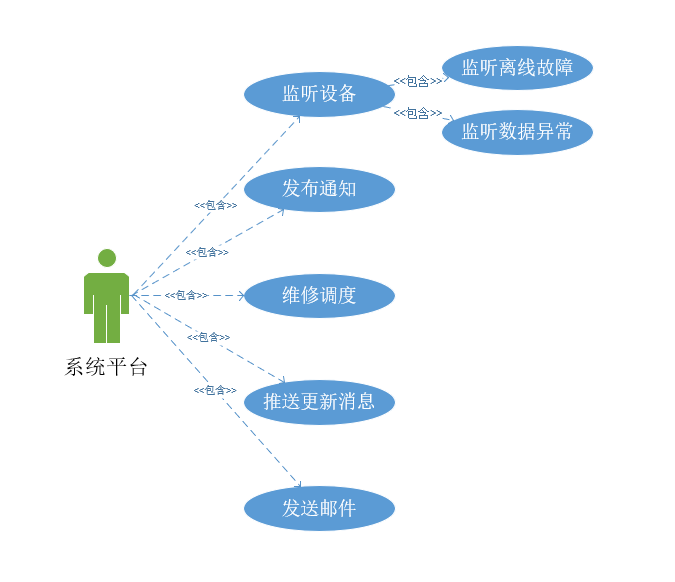 监听离线故障
<<包含>>
监听设备
<<包含>>
监听数据异常
<<包含>>
发布通知
<<包含>>
<<包含>>
维修调度
<<包含>>
系统平台
<<包含>>
推送更新消息
发送邮件